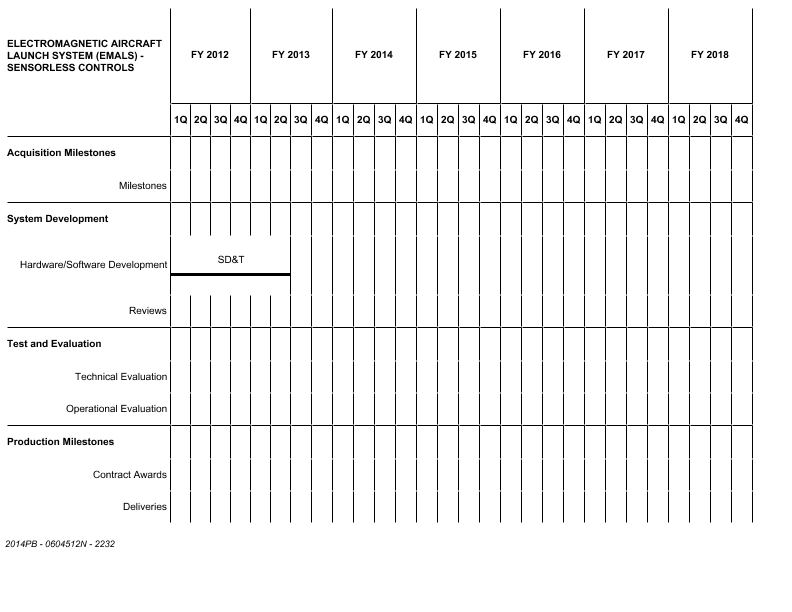 ELECTROMAGNETIC AIRCRAFT
LAUNCH SYSTEM (EMALS) -
SENSORLESS CONTROLS
FY 2012 FY 2013 FY 2014 FY 2015 FY 2016 FY 2017 FY 2018
1Q 2Q 3Q 4Q 1Q 2Q 3Q 4Q 1Q 2Q 3Q 4Q 1Q 2Q 3Q 4Q 1Q 2Q 3Q 4Q 1Q 2Q 3Q 4Q 1Q 2Q 3Q 4Q
Acquisition Milestones
Milestones
System Development
Hardware/Software Development SD&T
Reviews
Test and Evaluation
Technical Evaluation
Operational Evaluation
Production Milestones
Contract Awards
Deliveries
2014PB - 0604512N - 2232